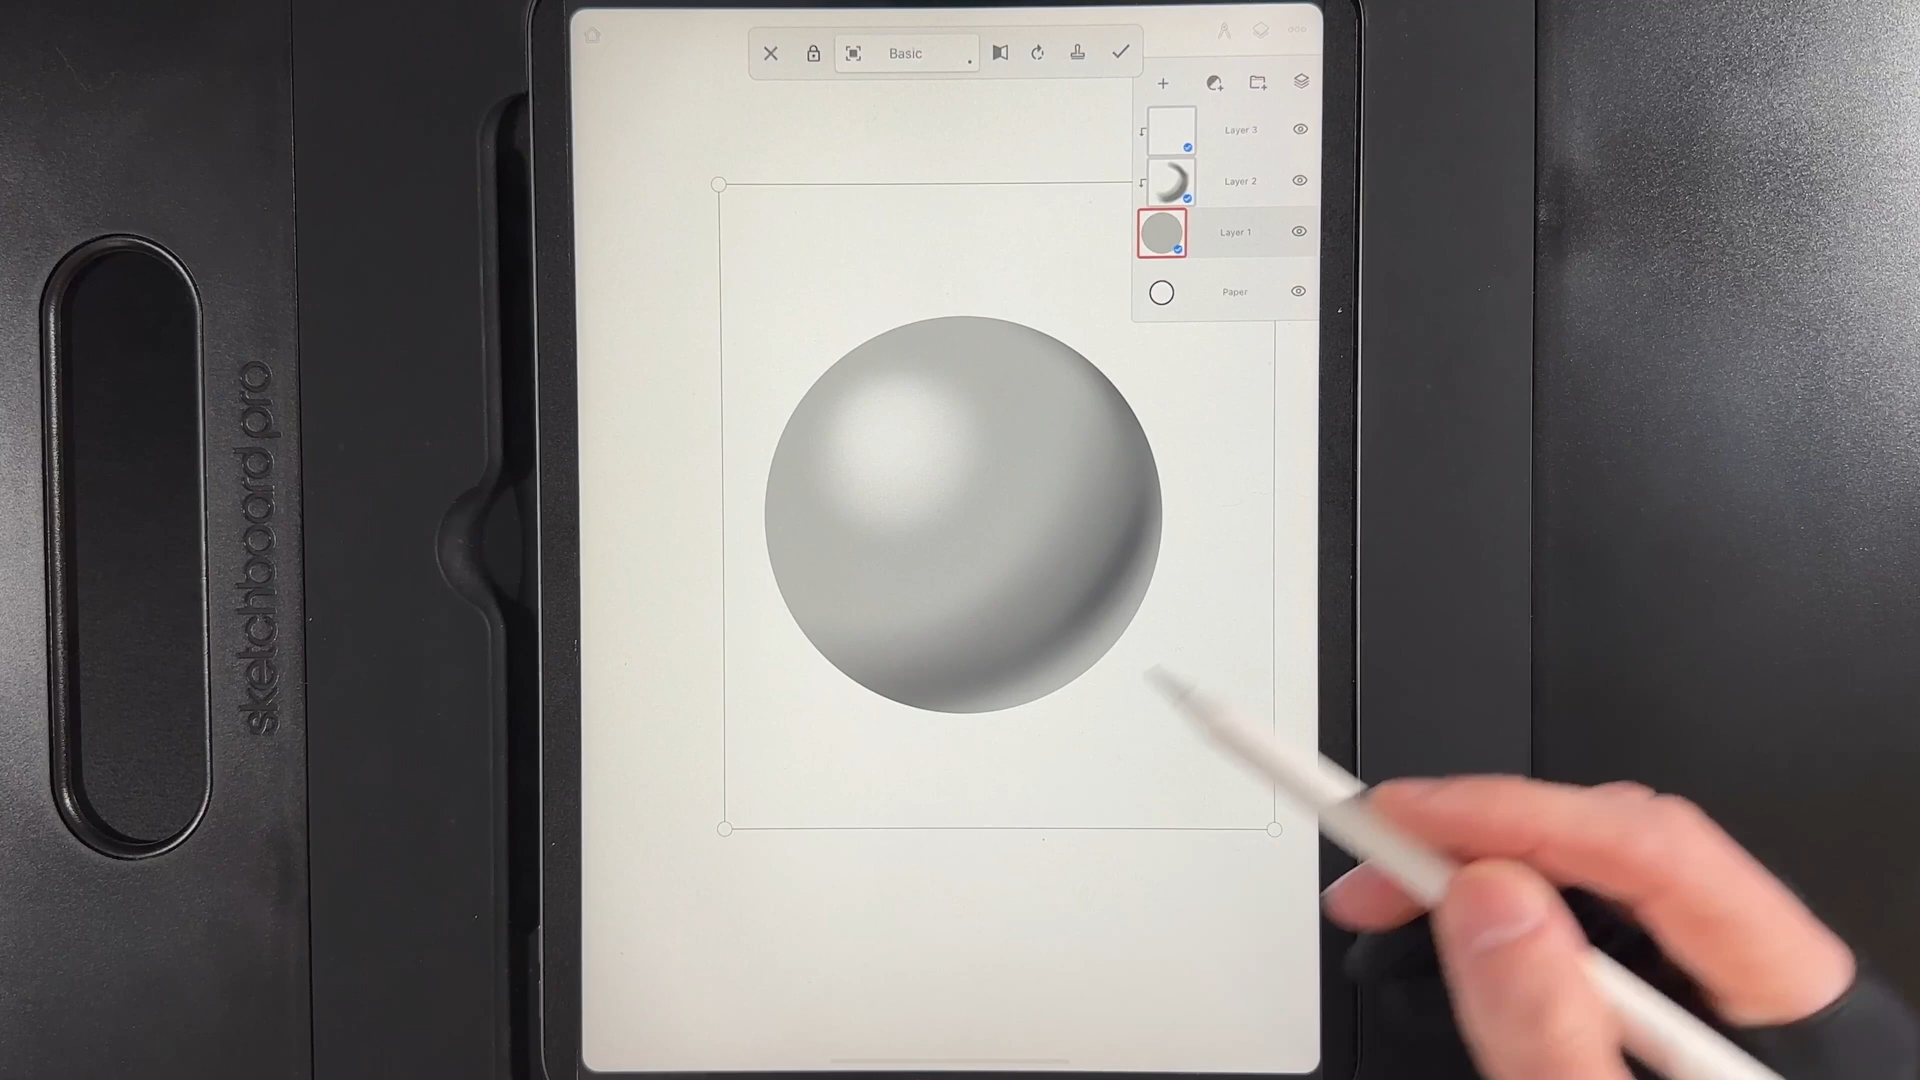 Basic
Layer 3
Layer 2
Layer 1
Paper
sketchboard pro